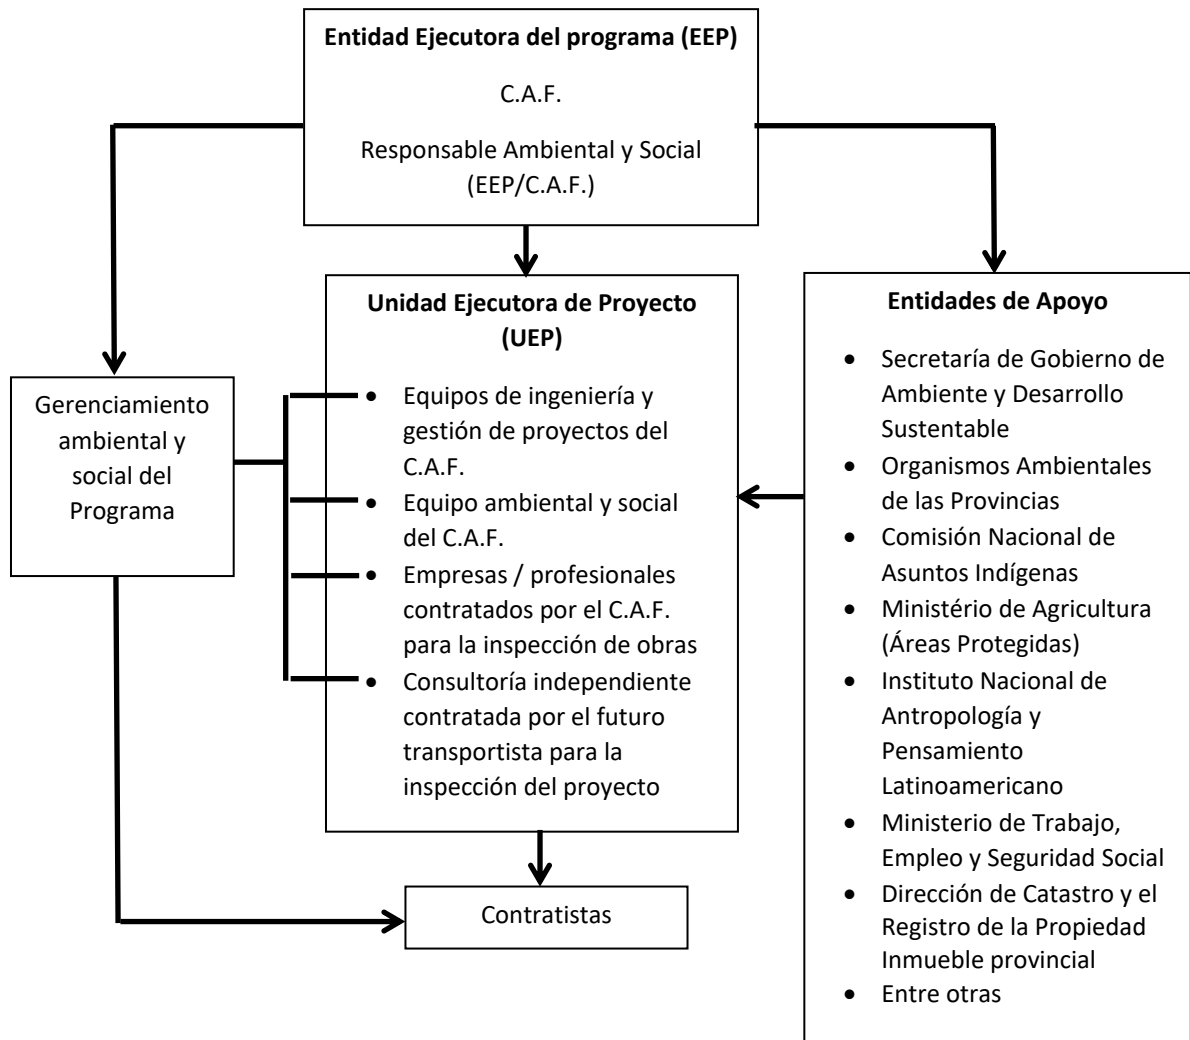 Entidad Ejecutora del programa (EEP)
C.A.F.
Responsable Ambiental y Social
(EEP/C.A.F.)
Gerenciamiento
ambiental y
social del
Programa
Unidad Ejecutora de Proyecto
(UEP)
• Equipos de ingeniería y
gestión de proyectos del
C.A.F.
• Equipo ambiental y social
del C.A.F.
• Empresas / profesionales
contratados por el C.A.F.
para la inspección de obras
• Consultoría independiente
contratada por el futuro
transportista para la
inspección del proyecto
Contratistas
Entidades de Apoyo
• Secretaría de Gobierno de
Ambiente y Desarrollo
Sustentable
• Organismos Ambientales
de las Provincias
• Comisión Nacional de
Asuntos Indígenas
• Ministério de Agricultura
(Áreas Protegidas)
• Instituto Nacional de
Antropología y
Pensamiento
Latinoamericano
• Ministerio de Trabajo,
Empleo y Seguridad Social
• Dirección de Catastro y el
Registro de la Propiedad
Inmueble provincial
• Entre otras